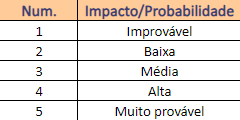 Num. Impacto/Probabilidade
1 Improvável
2 Baixa
3 Média
4 Alta
5 Muito provável